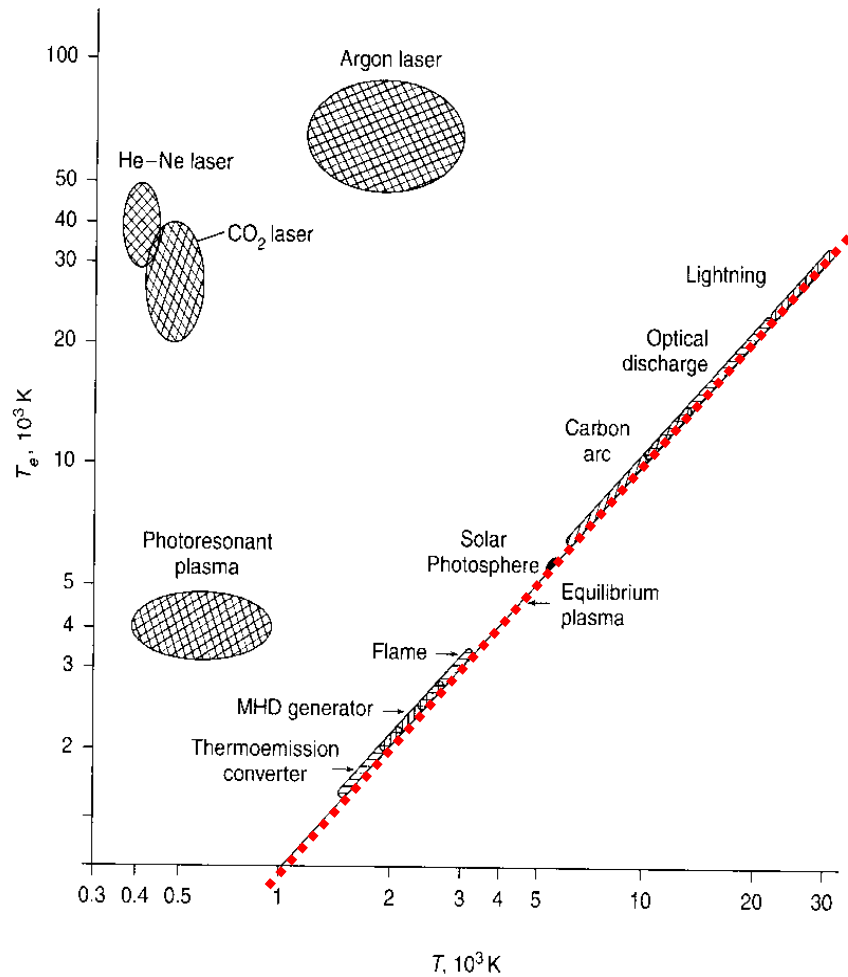 Argon laser
100
He–Ne laser
50
CO₂ laser
40
30
Lightning
20
Optical
discharge
Carbon
arc
10
Tₑ, 10³ K
Solar
Photosphere
Photoresonant
plasma
5
Equilibrium
plasma
4
Flame
3
MHD generator
2
Thermoemission
converter
0.3 0.4 0.5 1 2 3 4 5 10 20 30
T, 10³ K